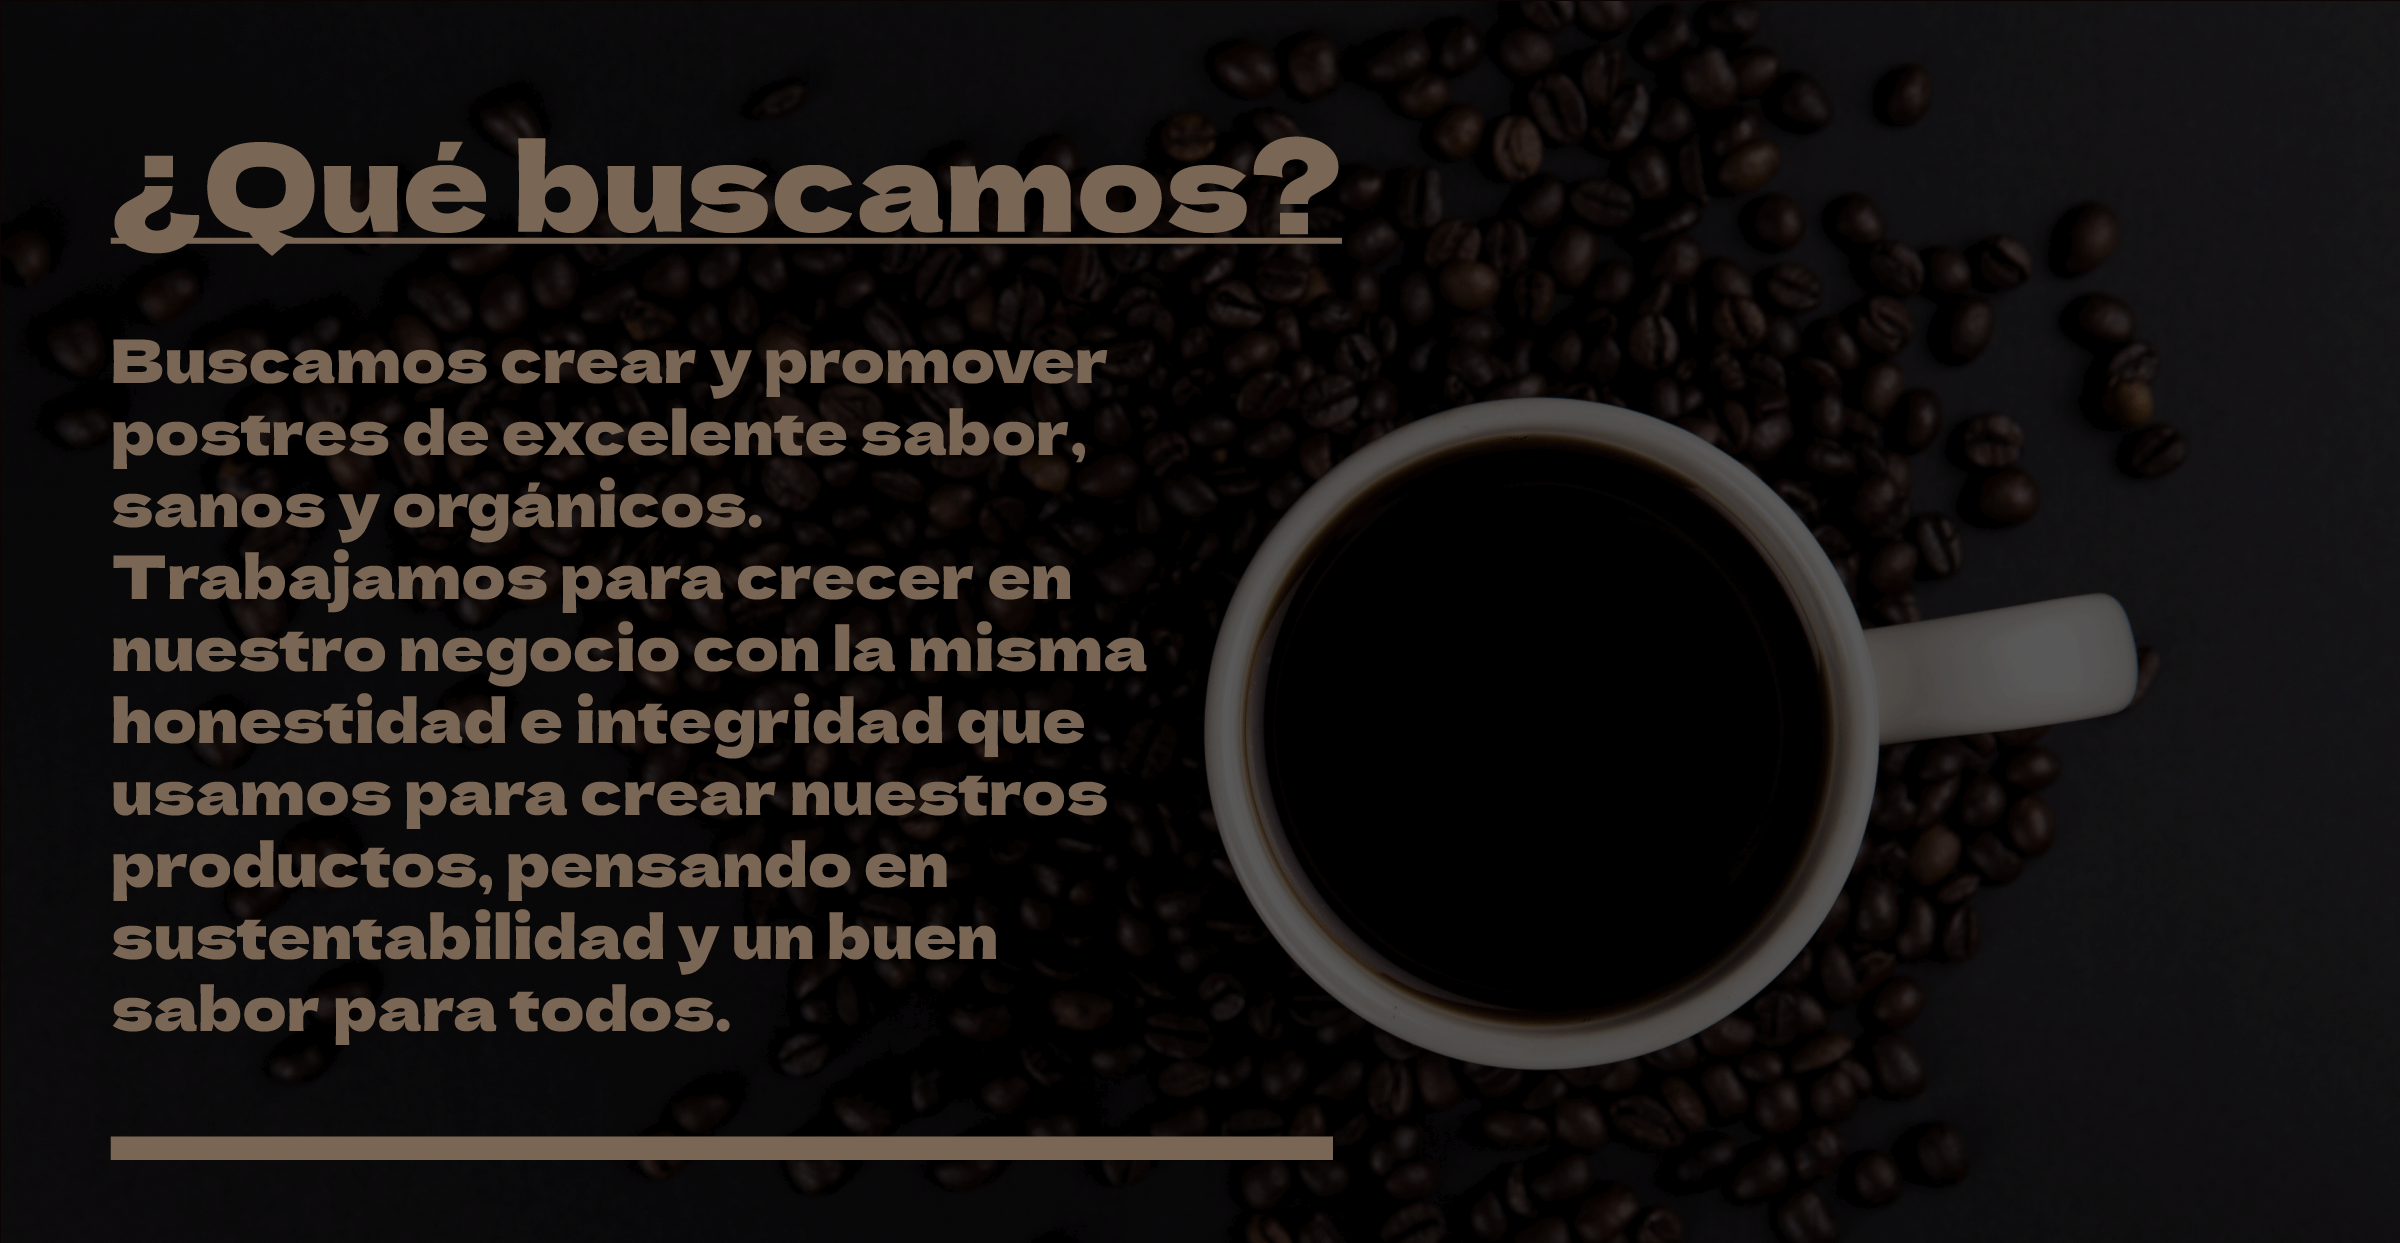 ¿Qué buscamos?
Buscamos crear y promover
postres de excelente sabor,
sanos y orgánicos.
Trabajamos para crecer en
nuestro negocio con la misma
honestidad e integridad que
usamos para crear nuestros
productos, pensando en
sustentabilidad y un buen
sabor para todos.